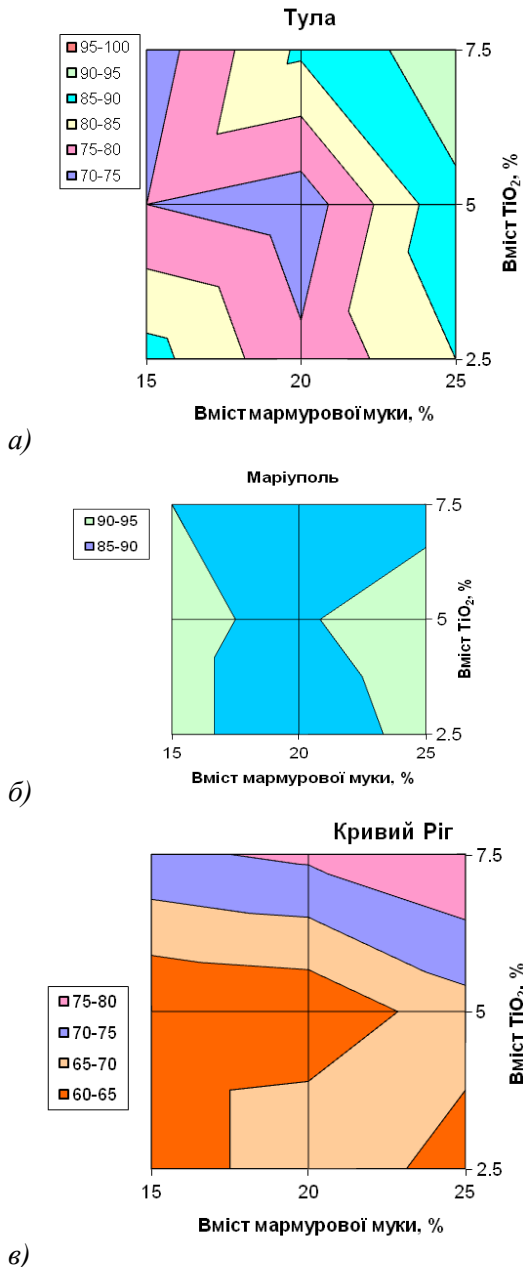 Тула
95-100
90-95
85-90
80-85
75-80
70-75
7.5
5
2.5
Вміст TiO2, %
15 20 25
Вміст мармурової муки, %
а)
Маріуполь
90-95
85-90
7.5
5
2.5
Вміст TiO2, %
15 20 25
Вміст мармурової муки, %
б)
Кривий Ріг
75-80
70-75
65-70
60-65
7.5
5
2.5
Вміст TiO2, %
15 20 25
Вміст мармурової муки, %
в)